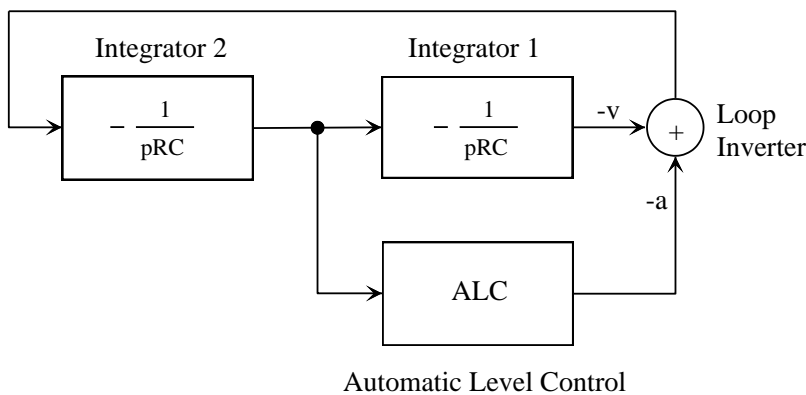 Integrator 2
Integrator 1
− 1
pRC
− 1
pRC
-v
+
Loop
Inverter
-a
ALC
Automatic Level Control